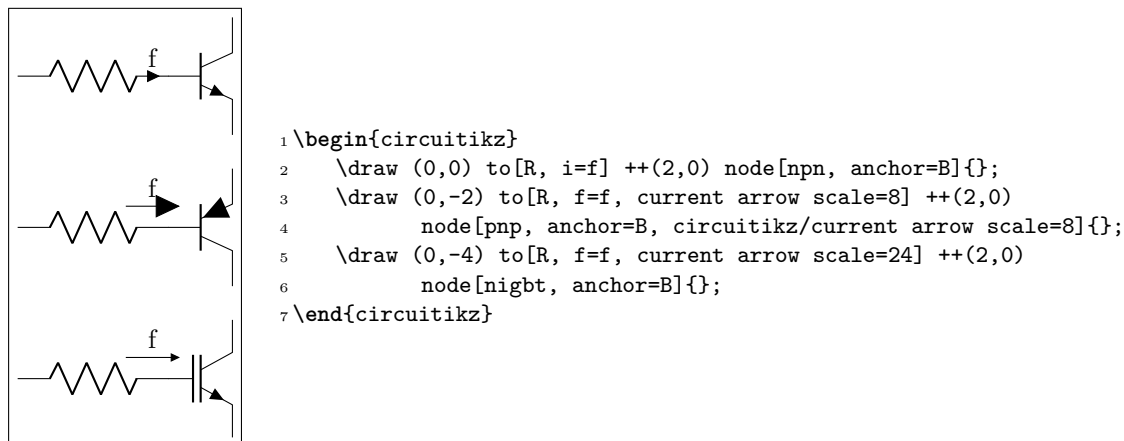 f
f
f
1 \begin{circuitikz}
2     \draw (0,0) to[R, i=f] ++(2,0) node[npn, anchor=B]{};
3     \draw (0,-2) to[R, f=f, current arrow scale=8] ++(2,0)
4            node[pnp, anchor=B, circuitikz/current arrow scale=8]{};
5     \draw (0,-4) to[R, f=f, current arrow scale=24] ++(2,0)
6            node[nigbt, anchor=B]{};
7 \end{circuitikz}